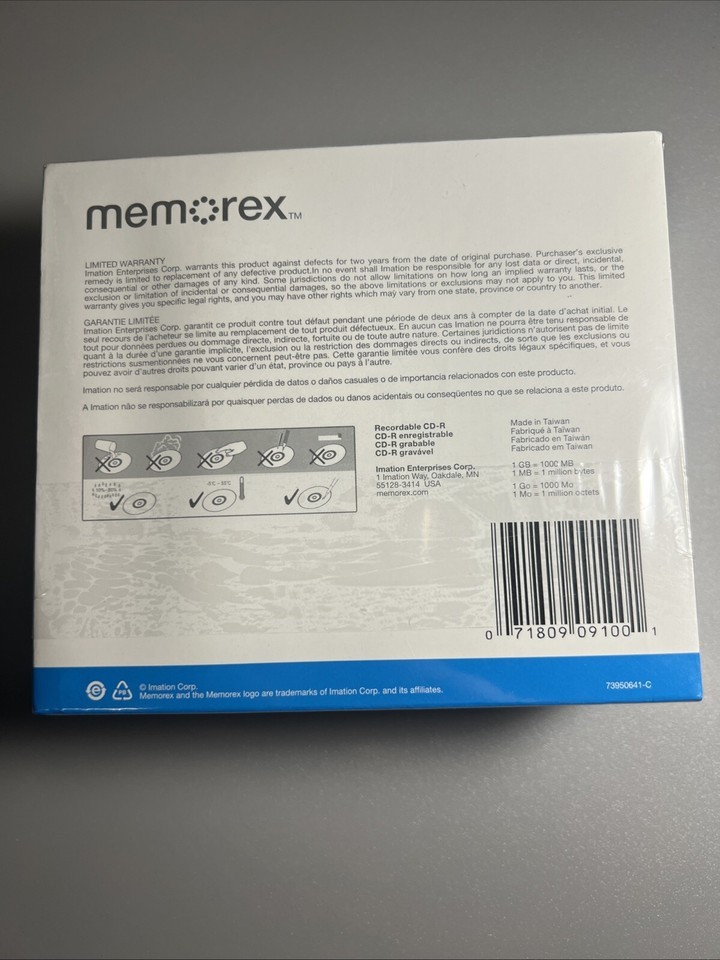 memorex™
LIMITED WARRANTY
Imation Enterprises Corp. warrants this product against defects for two years from the date of original purchase. Purchaser's exclusive
remedy is limited to replacement of any defective product.In no event shall Imation be responsible for any lost data or direct, incidental,
consequential or other damages of any kind. Some jurisdictions do not allow limitations on how long an implied warranty lasts, or the
exclusion or limitation of incidental or consequential damages, so the above limitations or exclusions may not apply to you. This limited
warranty gives you specific legal rights, and you may have other rights which may vary from one state, province or country to another.
GARANTIE LIMITÉE
Imation Enterprises Corp. garantit ce produit contre tout défaut pendant une période de deux ans à compter de la date d'achat initial. Le
seul recours de l'acheteur se limite au remplacement de tout produit défectueux. En aucun cas Imation ne pourra être tenu responsable de
tout pour données perdues ou dommage directe, indirecte, fortuite ou de toute autre nature. Certaines juridictions n'autorisent pas de limite
quant à la durée d'une garantie implicite, l'exclusion ou la restriction des dommages directs ou indirects, de sorte que les exclusions ou
restrictions susmentionnées ne vous concernent peut-être pas. Cette garantie limitée vous confère des droits légaux spécifiques, et vous
pouvez avoir d'autres droits pouvant varier d'un état, province ou pays à l'autre.
Imation no será responsable por cualquier pérdida de datos o daños casuales o de importancia relacionados con este producto.
A Imation não se responsabilizará por quaisquer perdas de dados ou danos acidentais ou conseqüentes no que se relaciona a este produto.
-5°C ~ 55°C
Recordable CD-R
CD-R enregistrable
CD-R grabable
CD-R gravável
Imation Enterprises Corp.
1 Imation Way, Oakdale, MN
55128-3414 USA
memorex.com
Made in Taiwan
Fabriqué à Taïwan
Fabricado en Taiwán
Fabricado em Taiwan
1 GB = 1000 MB
1 MB = 1 million bytes
1 Go = 1000 Mo
1 Mo = 1 million octets
0 71809 09100 1
© Imation Corp.
Memorex and the Memorex logo are trademarks of Imation Corp. and its affiliates.
73950641-C